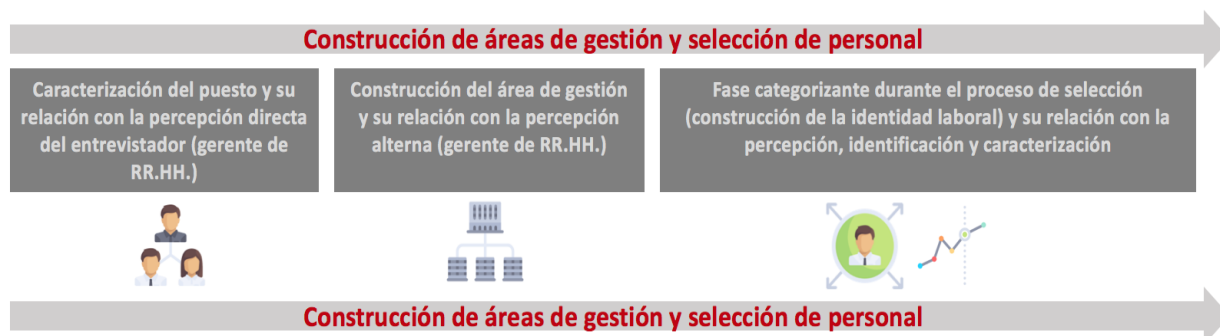 Construcción de áreas de gestión y selección de personal
Caracterización del puesto y su
relación con la percepción directa
del entrevistador (gerente de
RR.HH.)
Construcción del área de gestión
y su relación con la percepción
alterna (gerente de RR.HH.)
Fase categorizante durante el proceso de selección
(construcción de la identidad laboral) y su relación con la
percepción, identificación y caracterización
Construcción de áreas de gestión y selección de personal